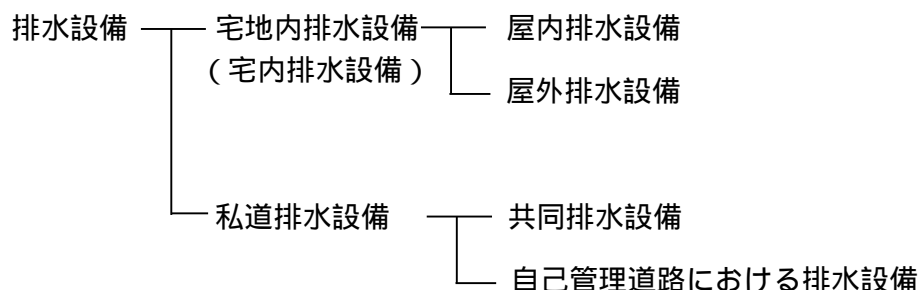 排水設備 宅地内排水設備 屋内排水設備
（宅内排水設備）
屋外排水設備
私道排水設備 共同排水設備
自己管理道路における排水設備